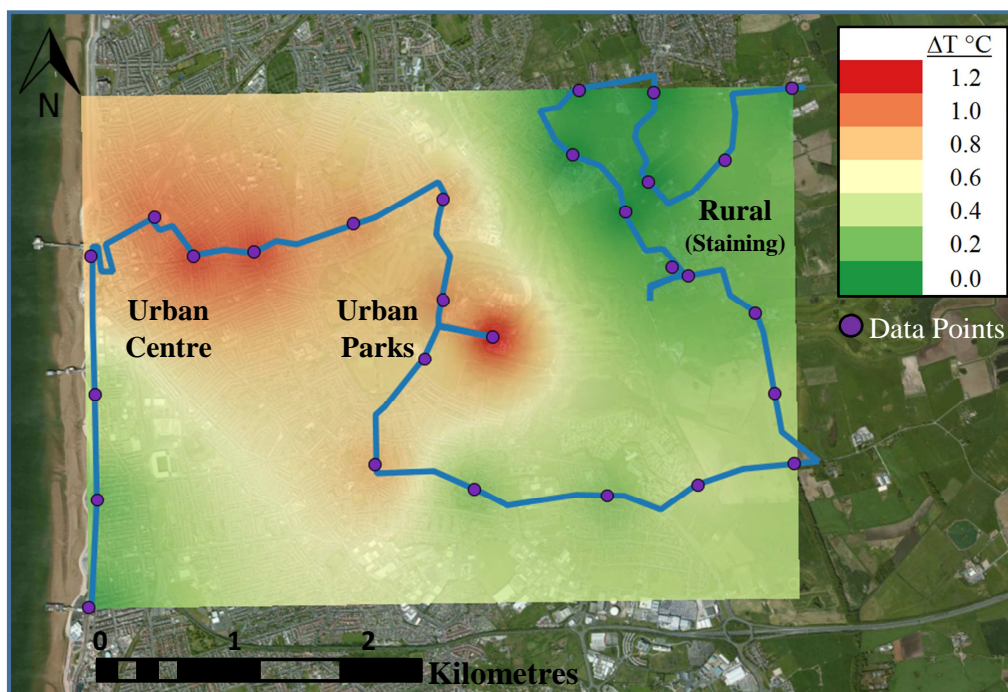 N
ΔT °C
1.2
1.0
0.8
0.6
0.4
0.2
0.0
Data Points
Rural
(Staining)
Urban
Centre
Urban
Parks
0 1 2
Kilometres